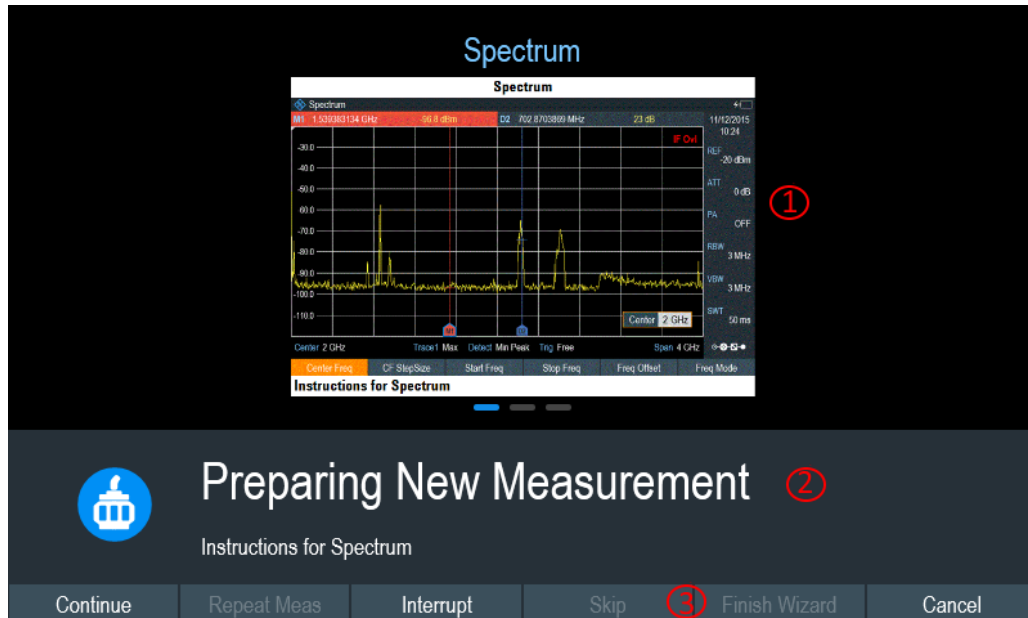 Spectrum
Spectrum
Spectrum
M1 1.539383134 GHz -96.8 dBm D2 702.8703869 MHz 23 dB 11/12/2015
10:24
IF Ovl
REF
-20 dBm
ATT
0 dB
PA
OFF
RBW
3 MHz
VBW
3 MHz
SWT
50 ms
-30.0
-40.0
-50.0
-60.0
-70.0
-80.0
-90.0
-100.0
-110.0
M1
Center 2 GHz
Center 2 GHz Trace1 Max Detect Min Peak Trig Free Span 4 GHz
Center Freq CF StepSize Start Freq Stop Freq Freq Offset Freq Mode
Instructions for Spectrum
1
Preparing New Measurement 2
Instructions for Spectrum
Continue Repeat Meas Interrupt Skip 3 Finish Wizard Cancel